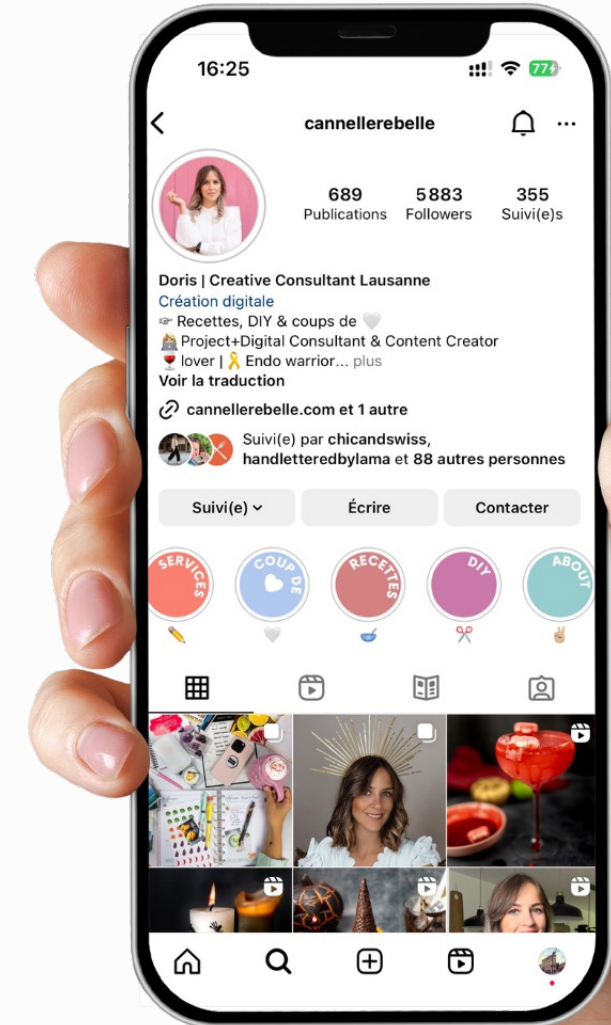 16:25
77
cannellerebelle
689
5 883
355
Publications
Followers
Suivi(e)s
Doris | Creative Consultant Lausanne
Création digitale
☞ Recettes, DIY & coups de 🤍
👩🏼‍💻Project+Digital Consultant & Content Creator
🍷lover | 🎗️ Endo warrior... plus
Voir la traduction
cannellerebelle.com et 1 autre
Suivi(e) par chicandswiss,
handletteredbylama et 88 autres personnes
Suivi(e)
Écrire
Contacter
SERVICES
COUP DE
RECETTES
DIY
ABOUT